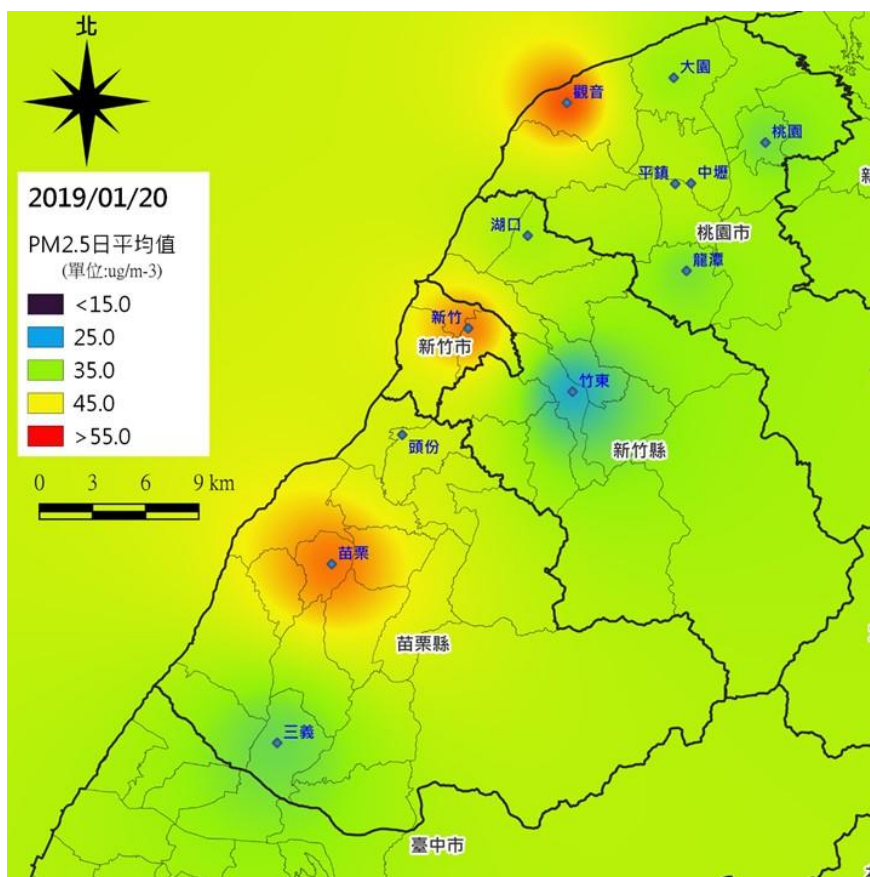 北
2019/01/20
PM2.5日平均值
(單位:ug/m-3)
<15.0
25.0
35.0
45.0
>55.0
0 3 6 9 km
大園
觀音
桃園
平鎮
中壢
新
桃園市
湖口
龍潭
新竹
新竹市
竹東
新竹縣
頭份
苗栗
苗栗縣
三義
臺中市